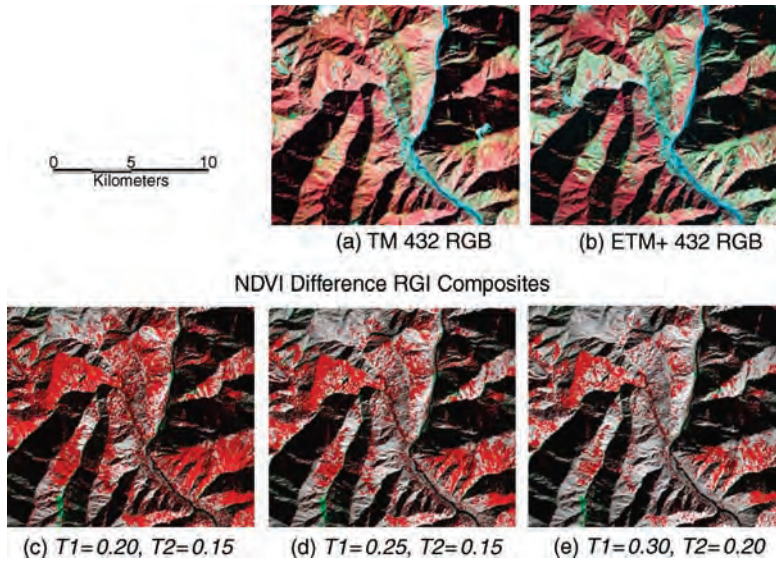 0 5 10
Kilometers
(a) TM 432 RGB
(b) ETM+ 432 RGB
NDVI Difference RGI Composites
(c) T1=0.20, T2=0.15
(d) T1=0.25, T2=0.15
(e) T1=0.30, T2=0.20